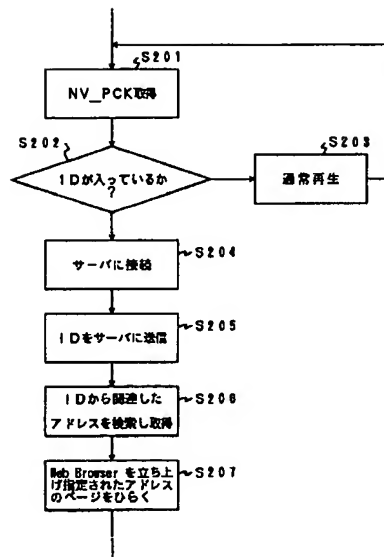 S201
NV_PCK取得
S202
IDが入っているか
?
S203
通常再生
サーバに接続
S204
IDをサーバに送信
S205
IDから関連した
アドレスを検索し取得
S206
Web Browser を立ち上
げ指定されたアドレス
のページをひらく
S207